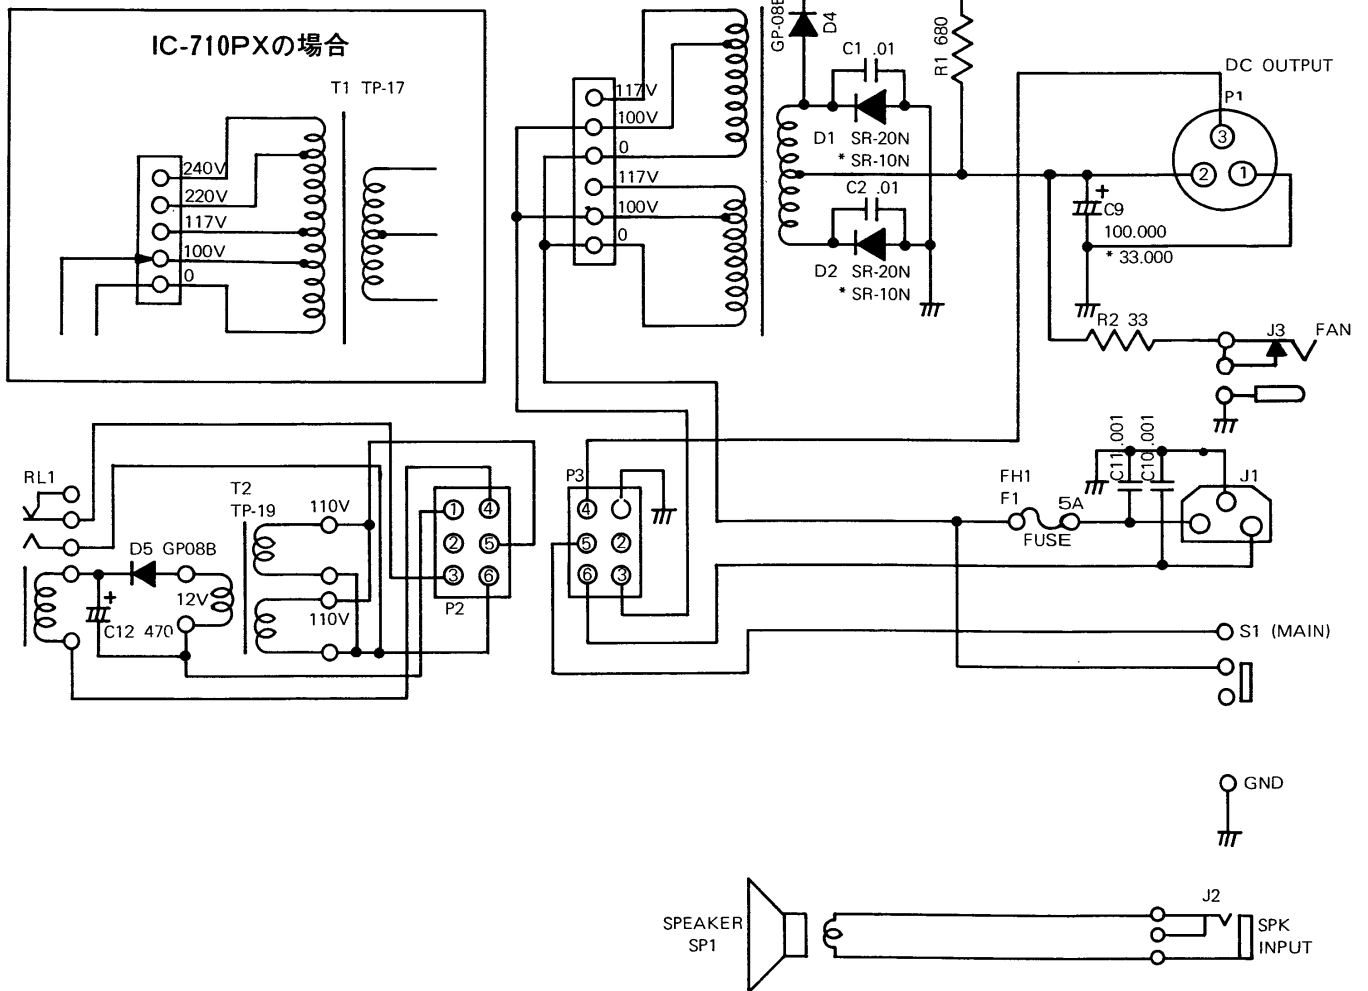 IC-710PXの場合
T1 TP-17
240V
220V
117V
100V
0
117V
100V
0
117V
100V
0
GP-08B
D4
C1 .01
D1 SR-20N
* SR-10N
C2 .01
D2 SR-20N
* SR-10N
R1 680
DC OUTPUT
P1
3
2
1
+
C9
100.000
* 33.000
R2 33
J3
FAN
RL1
D5 GP08B
+
C12 470
12V
T2
TP-19
110V
110V
1
4
2
5
3
6
P2
P3
4
5
2
6
3
FH1
F1
5A
FUSE
C11 .001
C10 .001
J1
S1 (MAIN)
GND
SPEAKER
SP1
J2
SPK
INPUT